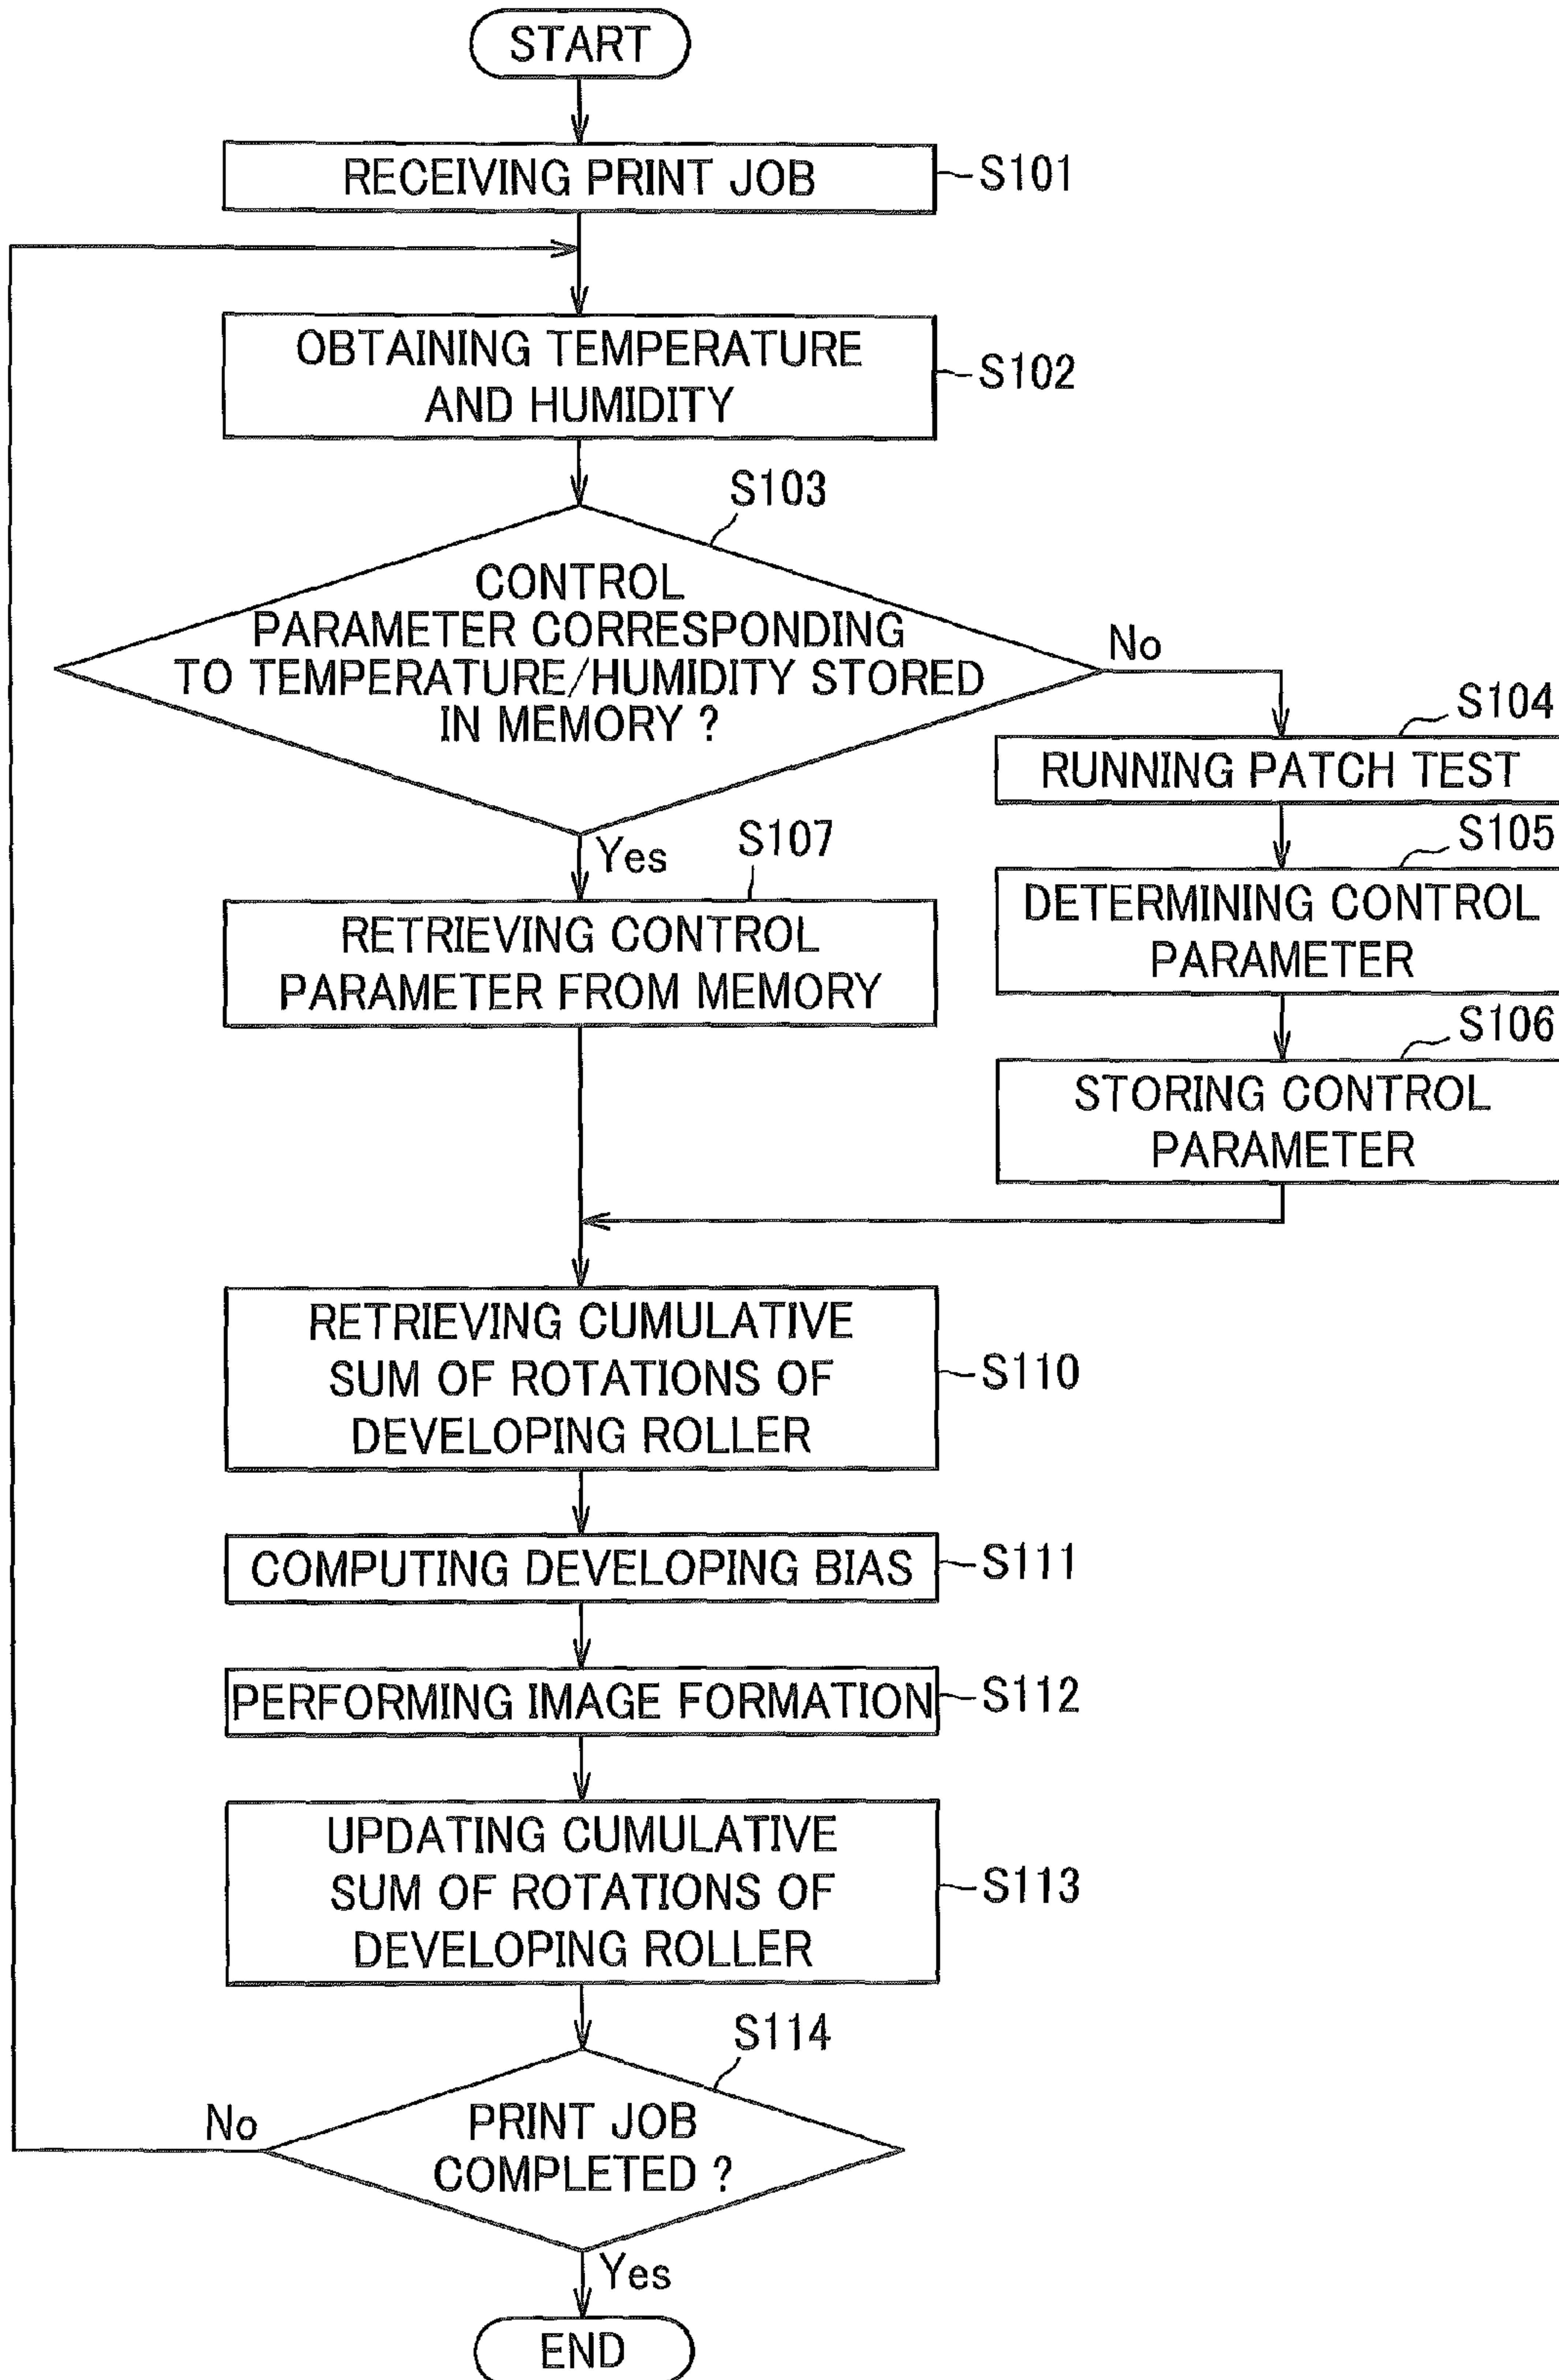 START
RECEIVING PRINT JOB
S101
OBTAINING TEMPERATURE
AND HUMIDITY
S102
S103
CONTROL
PARAMETER CORRESPONDING
TO TEMPERATURE/HUMIDITY STORED
IN MEMORY ?
No
S104
RUNNING PATCH TEST
S105
DETERMINING CONTROL
PARAMETER
S106
STORING CONTROL
PARAMETER
Yes
S107
RETRIEVING CONTROL
PARAMETER FROM MEMORY
RETRIEVING CUMULATIVE
SUM OF ROTATIONS OF
DEVELOPING ROLLER
S110
COMPUTING DEVELOPING BIAS
S111
PERFORMING IMAGE FORMATION
S112
UPDATING CUMULATIVE
SUM OF ROTATIONS OF
DEVELOPING ROLLER
S113
S114
No
PRINT JOB
COMPLETED ?
Yes
END